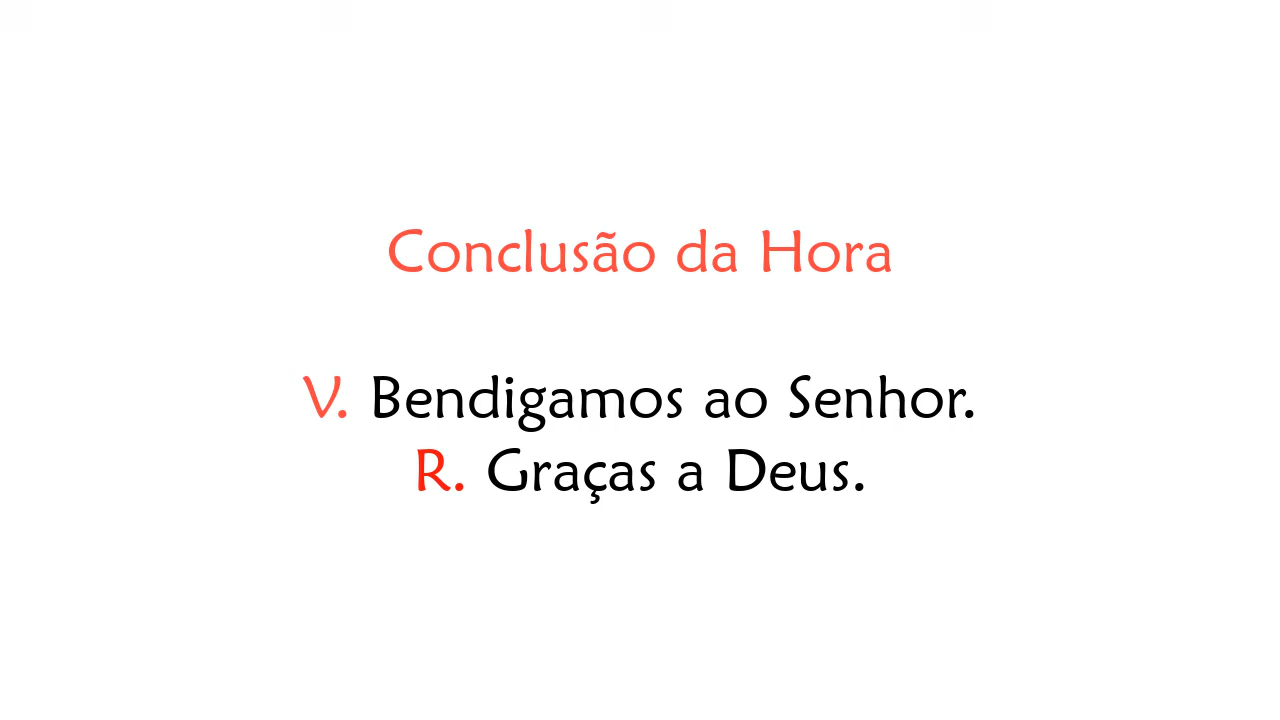 Conclusão da Hora
V. Bendigamos ao Senhor.
R. Graças a Deus.